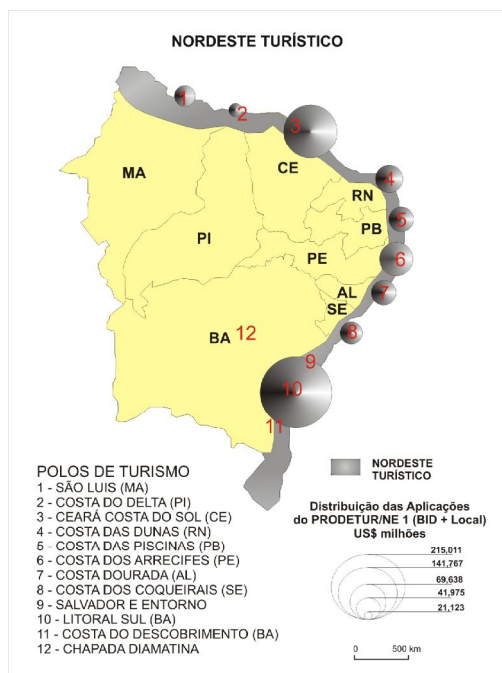 NORDESTE TURÍSTICO
1
2
3
MA
CE
4
RN
5
PB
PI
PE
6
AL
7
SE
8
BA 12
9
10
11
POLOS DE TURISMO
1 - SÃO LUIS (MA)
2 - COSTA DO DELTA (PI)
3 - CEARÁ COSTA DO SOL (CE)
4 - COSTA DAS DUNAS (RN)
5 - COSTA DAS PISCINAS (PB)
6 - COSTA DOS ARRECIFES (PE)
7 - COSTA DOURADA (AL)
8 - COSTA DOS COQUEIRAIS (SE)
9 - SALVADOR E ENTORNO
10 - LITORAL SUL (BA)
11 - COSTA DO DESCOBRIMENTO (BA)
12 - CHAPADA DIAMATINA
NORDESTE
TURÍSTICO
Distribuição das Aplicações
do PRODETUR/NE 1 (BID + Local)
US$ milhões
215,011
141,767
69,638
41,975
21,123
0 500 km